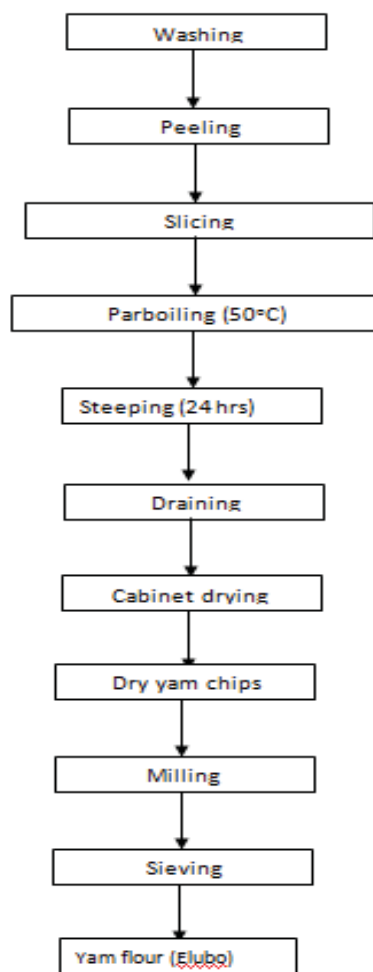 Washing
Peeling
Slicing
Parboiling (50°C)
Steeping (24 hrs)
Draining
Cabinet drying
Dry yam chips
Milling
Sieving
Yam flour (Elubo)